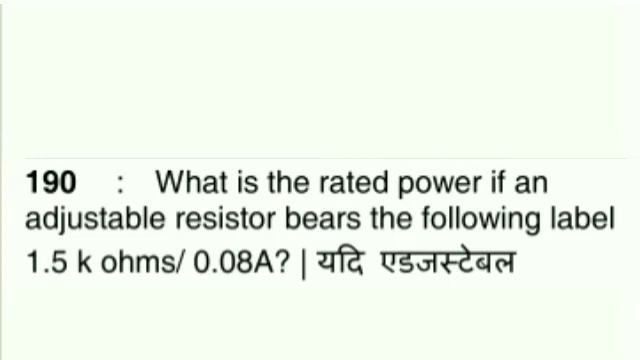 190 : What is the rated power if an
adjustable resistor bears the following label
1.5 k ohms/ 0.08A? | यदि एडजस्टेबल